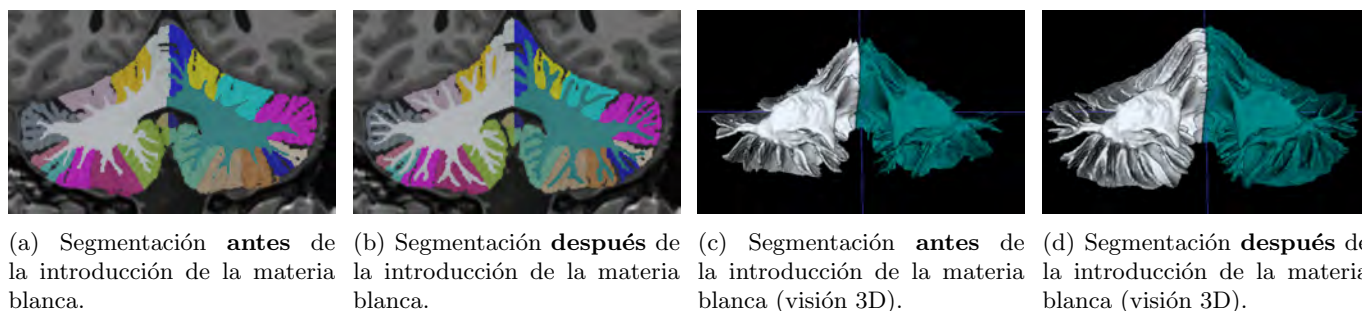 (a) Segmentación antes de
la introducción de la materia
blanca.
(b) Segmentación después de
la introducción de la materia
blanca.
(c) Segmentación antes de
la introducción de la materia
blanca (visión 3D).
(d) Segmentación después de
la introducción de la materia
blanca (visión 3D).